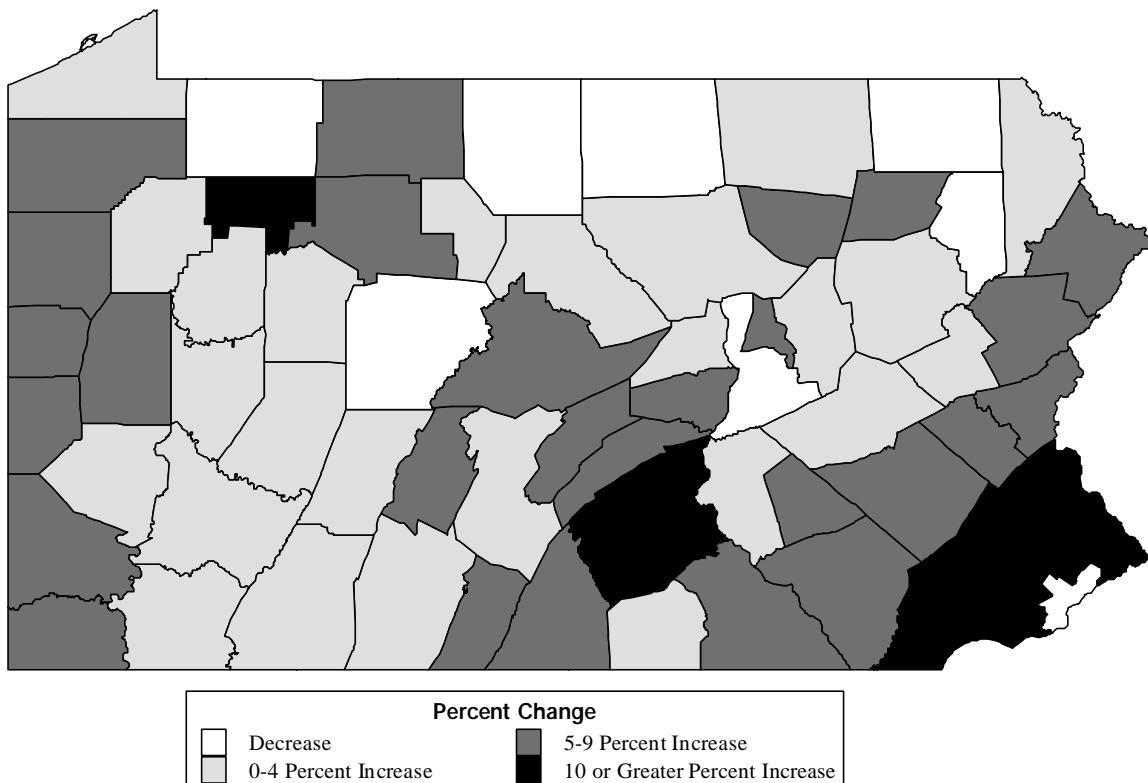 Percent Change
Decrease
5-9 Percent Increase
0-4 Percent Increase
10 or Greater Percent Increase